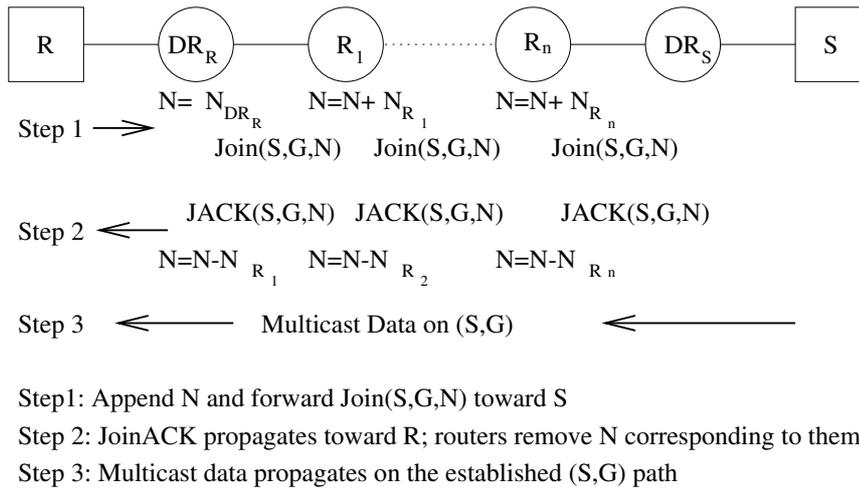 R DR_R R_1 R_n DR_S S
N= N_DR_R N=N+ N_R_1 N=N+ N_R_n
Step 1
Join(S,G,N) Join(S,G,N) Join(S,G,N)
JACK(S,G,N) JACK(S,G,N) JACK(S,G,N)
Step 2
N=N-N_R_1 N=N-N_R_2 N=N-N_R_n
Step 3 Multicast Data on (S,G)
Step1: Append N and forward Join(S,G,N) toward S
Step 2: JoinACK propagates toward R; routers remove N corresponding to them
Step 3: Multicast data propagates on the established (S,G) path